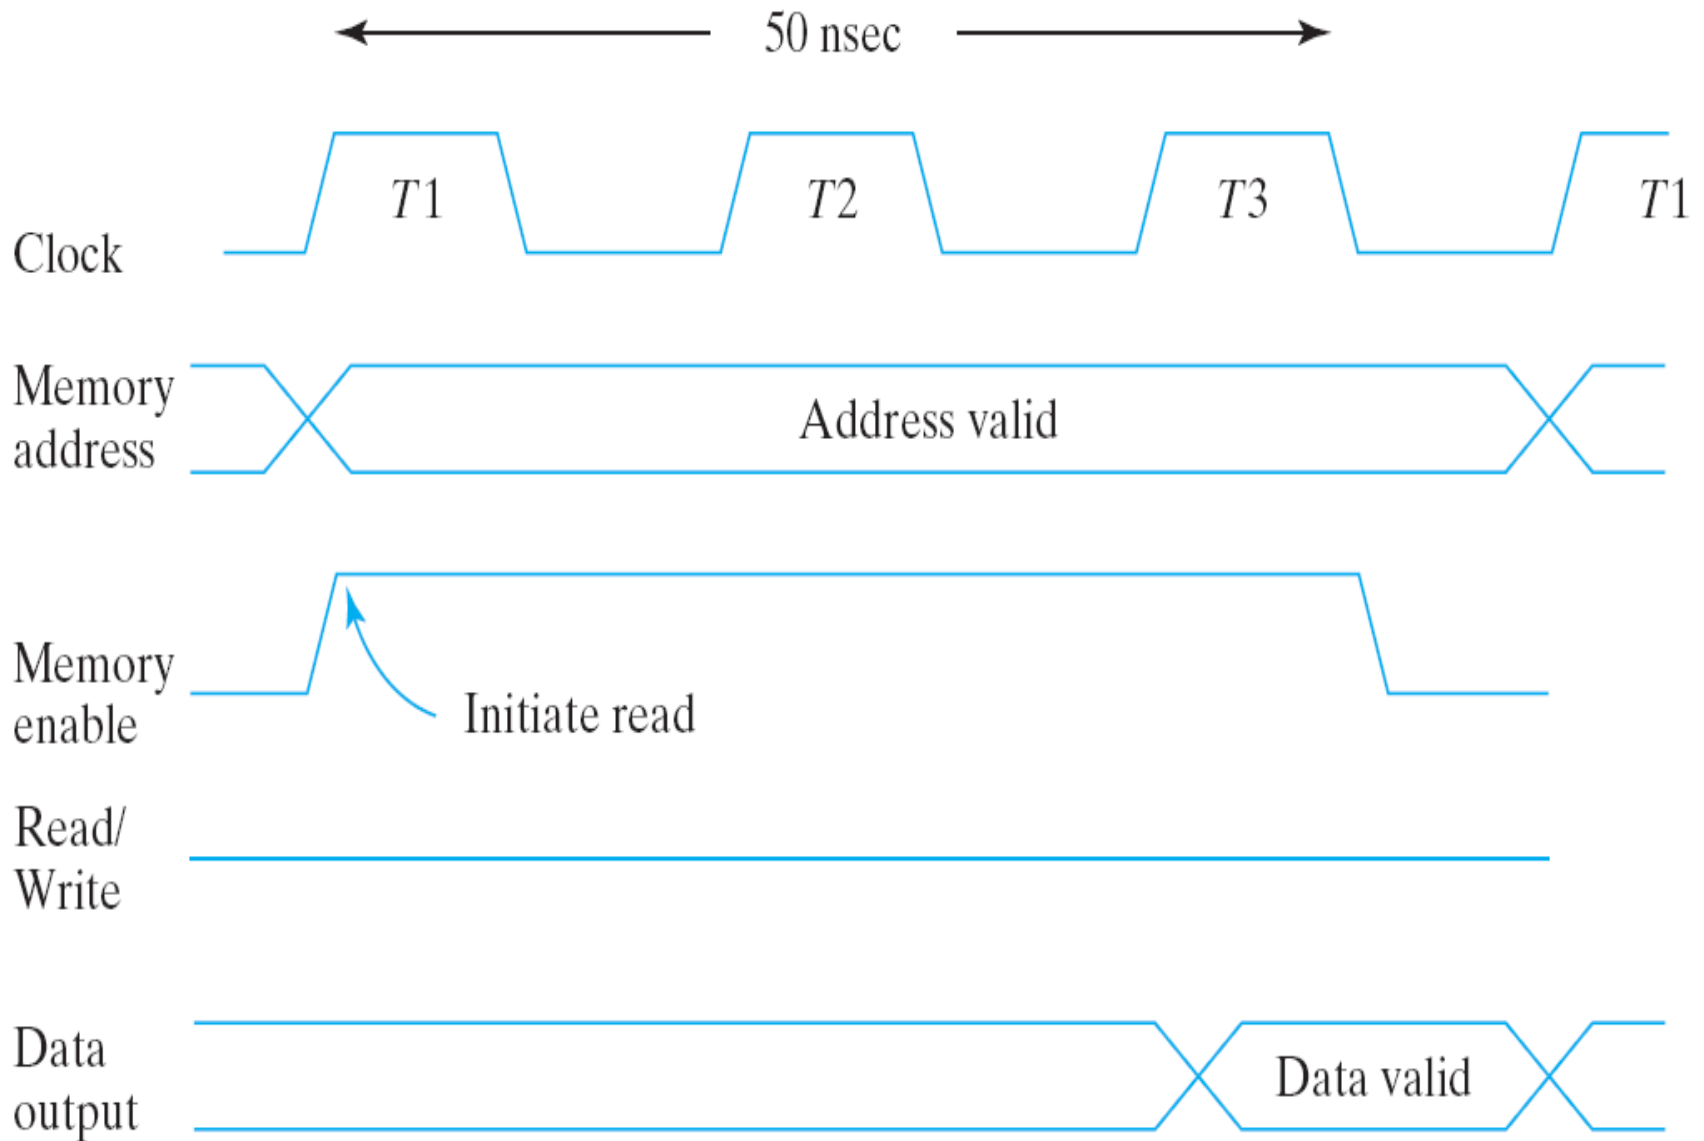 50 nsec
T1
T2
T3
T1
Clock
Memory
address
Address valid
Memory
enable
Initiate read
Read/
Write
Data
output
Data valid